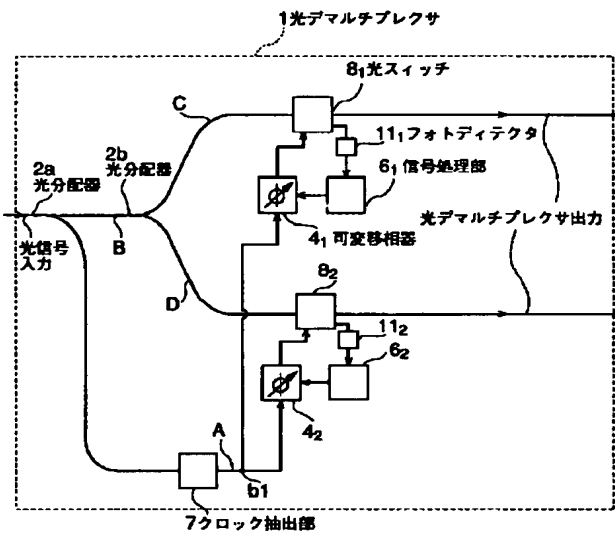 1光デマルチプレクサ
8₁光スィッチ
C
11₁フォトディテクタ
2a
光分配器
2b
光分配器
6₁信号処理部
光信号
入力
B
4₁可変移相器
光デマルチプレクサ出力
D
8₂
11₂
6₂
4₂
A
b1
7クロック抽出部